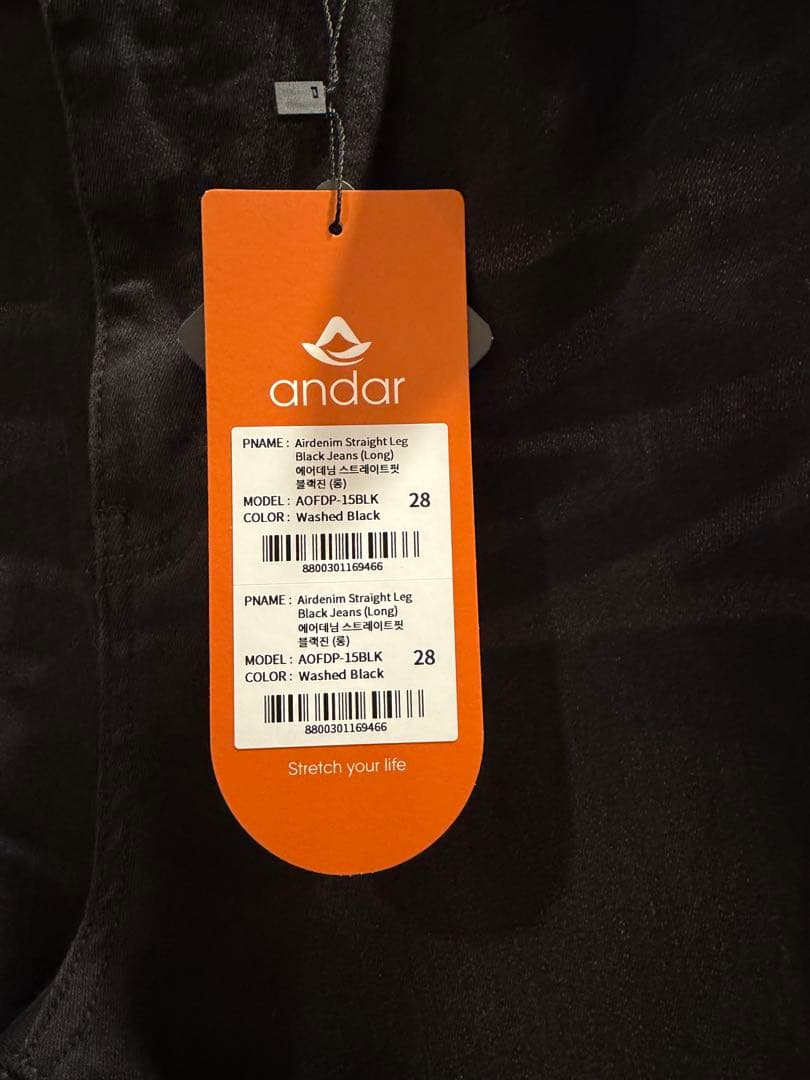 andar
PNAME : Airdenim Straight Leg
Black Jeans (Long)
에어데님 스트레이트핏
블랙진 (롱)
MODEL : AOFDP-15BLK 28
COLOR : Washed Black
8800301169466
PNAME : Airdenim Straight Leg
Black Jeans (Long)
에어데님 스트레이트핏
블랙진 (롱)
MODEL : AOFDP-15BLK 28
COLOR : Washed Black
8800301169466
Stretch your life